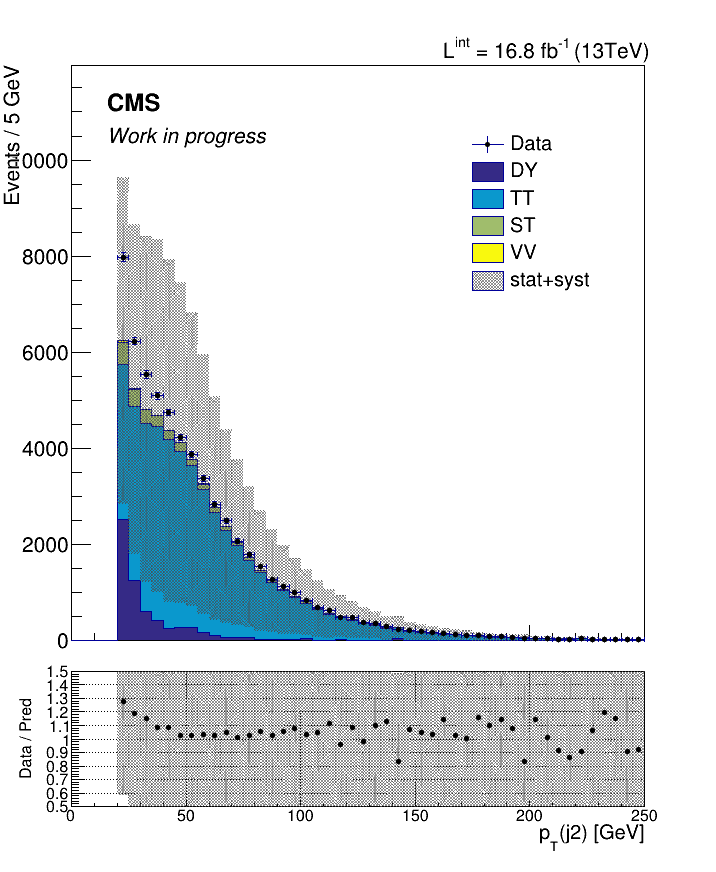 L^int = 16.8 fb^-1 (13TeV)
CMS
Work in progress
Events / 5 GeV
0000
8000
6000
4000
2000
0
Data
DY
TT
ST
VV
stat+syst
Data / Pred
1.5
1.4
1.3
1.2
1.1
1
0.9
0.8
0.7
0.6
0.5
0 50 100 150 200 250
p_T(j2) [GeV]